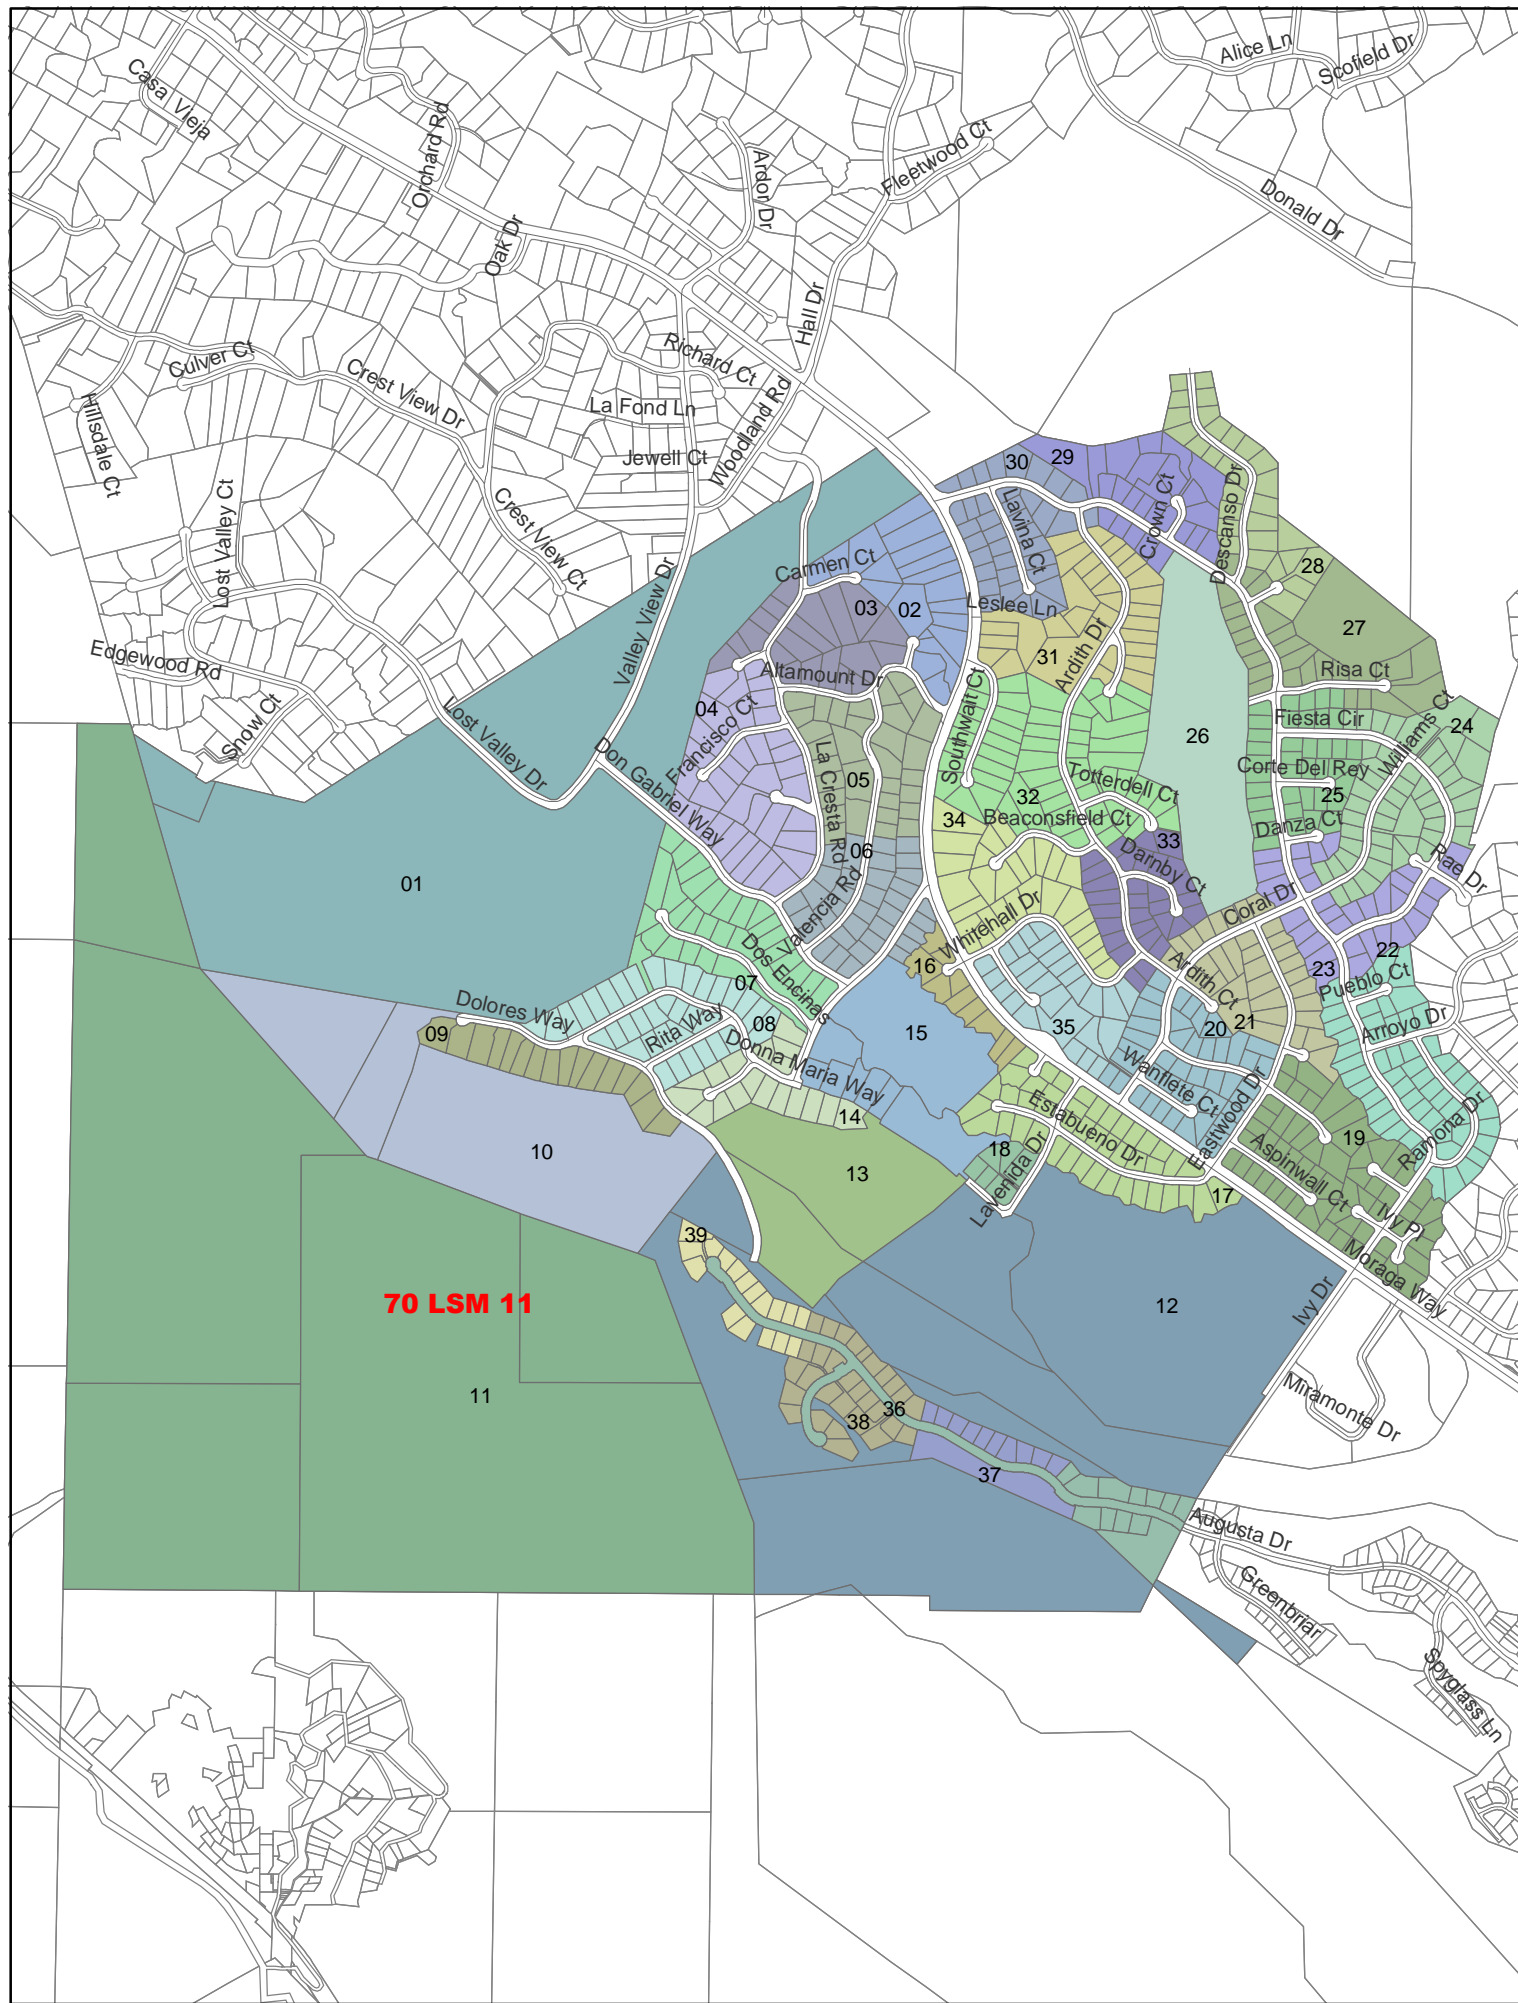 Alice Ln
Scofield Dr
Casa Vieja
Orchard Rd
Fleetwood Ct
Ardor Dr
Donald Dr
Oak Dr
Hall Dr
Culver Ct
Richard Ct
Crest View Dr
La Fond Ln
Woodland Rd
Hillsdale Ct
Jewell Ct
30
29
Lost Valley Ct
Crest View Ct
Lavina Ct
Crown Ct
Descanso Dr
Carmen Ct
28
03
02
Leslee Ln
Valley View Dr
27
Edgewood Rd
31
Ardith Dr
Altamount Dr
Risa Ct
Snow Ct
Lost Valley Dr
04
Francisco Ct
Southwait Ct
Fiesta Cir
Williams Ct
24
26
Don Gabriel Way
La Cresta Rd
05
Totterdell Ct
Corte Del Rey
32
25
34
Beaconsfield Ct
Danza Ct
33
06
Darnby Ct
Rae Dr
01
Valencia Rd
Whitehall Dr
Coral Dr
Dos Encinas
16
22
07
Ardith Ct
23
Pueblo Ct
Dolores Way
09
Rita Way
08
15
35
20
21
Arroyo Dr
Donna Maria Way
Wanflete Ct
14
Estabueno Dr
Eastwood Dr
Ramona Dr
10
13
18
Aspinwall Ct
19
Lavenida Dr
17
Ivy Pl
39
Moraga Way
70 LSM 11
12
Ivy Dr
11
36
38
Miramonte Dr
37
Augusta Dr
Greenbriar
Spyglass Ln